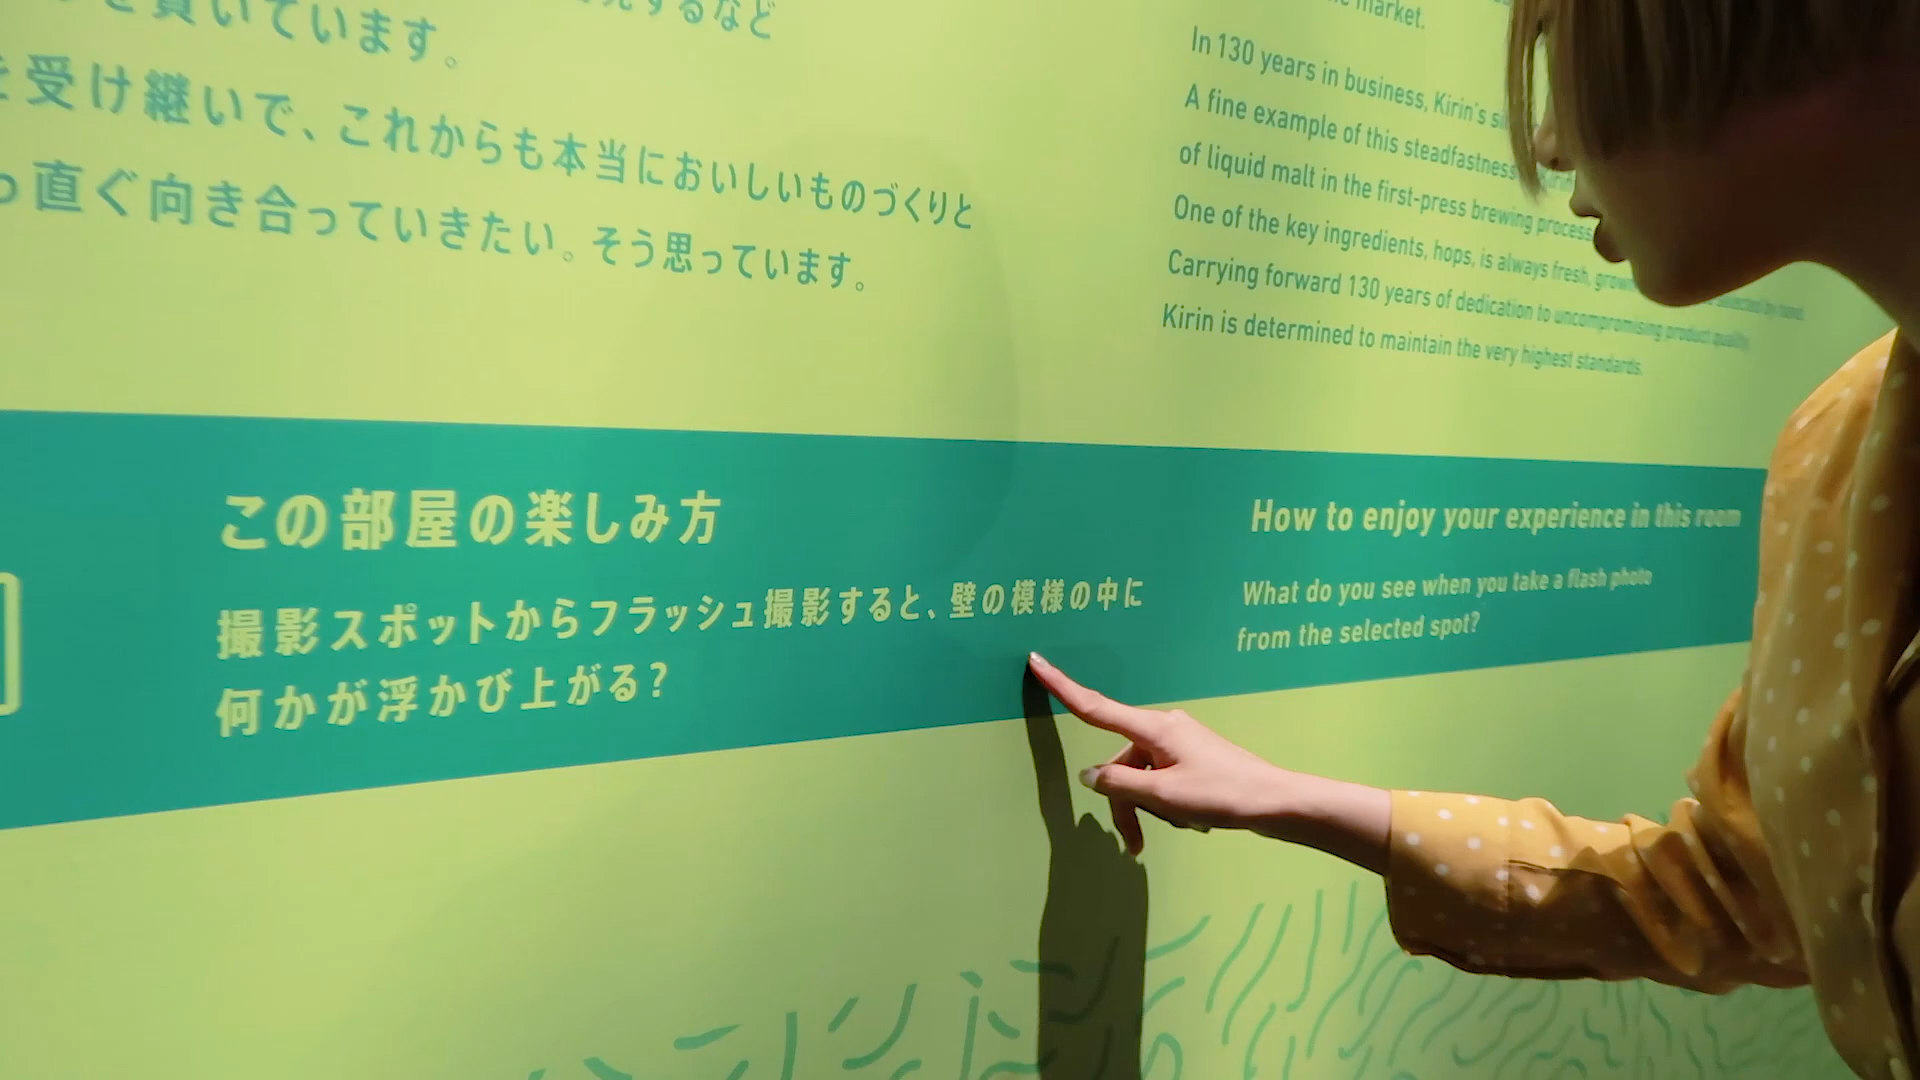 を貫いています。
するなど
受け継いで、これからも本当においしいものづくりと
直ぐ向き合っていきたい。そう思っています。
market.
In 130 years in business, Kirin's
A fine example of this steadfastness
of liquid malt in the first-press brewing process
One of the key ingredients, hops, is always fresh, selected by hand.
Carrying forward 130 years of dedication to uncompromising product quality,
Kirin is determined to maintain the very highest standards.
この部屋の楽しみ方
撮影スポットからフラッシュ撮影すると、壁の模様の中に
何かが浮かび上がる?
How to enjoy your experience in this room
What do you see when you take a flash photo
from the selected spot?